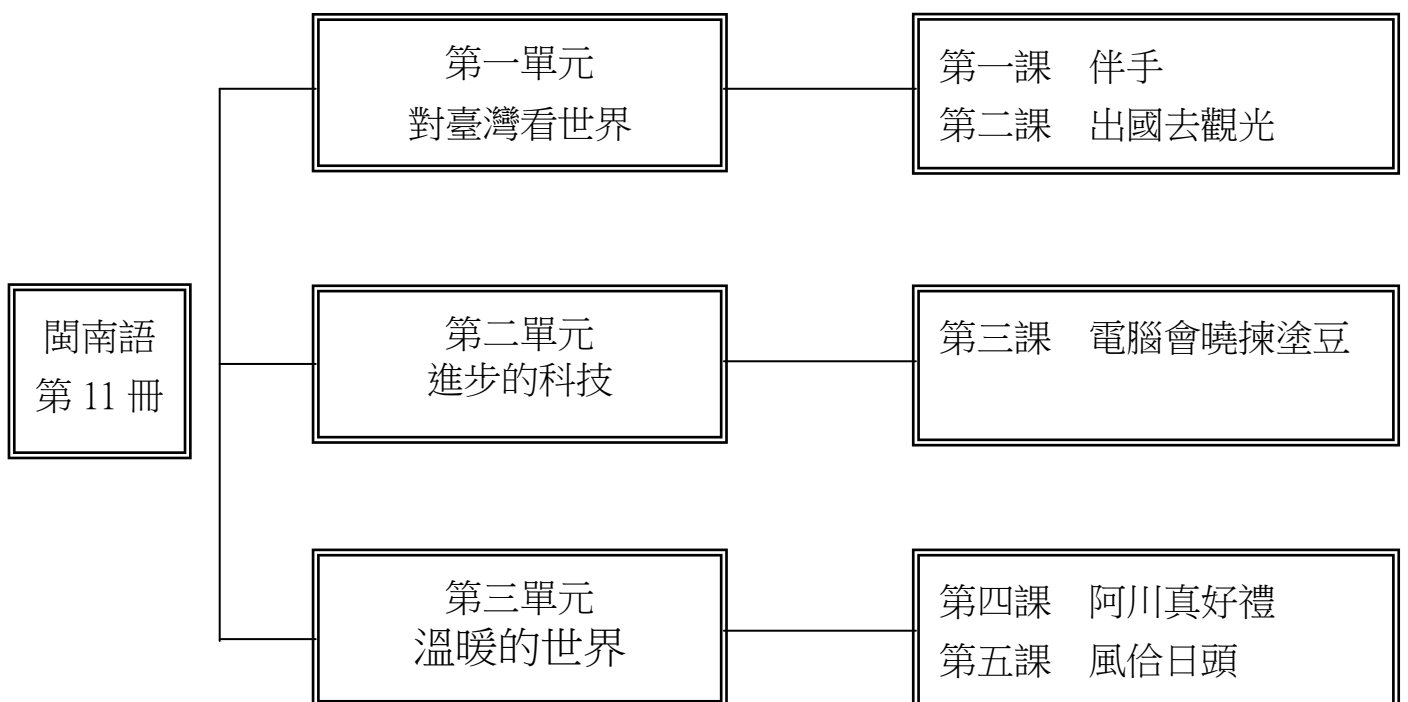 第一單元
對臺灣看世界
第一課 伴手
第二課 出國去觀光
閩南語
第 11 冊
第二單元
進步的科技
第三課 電腦會曉揀塗豆
第三單元
溫暖的世界
第四課 阿川真好禮
第五課 風佮日頭